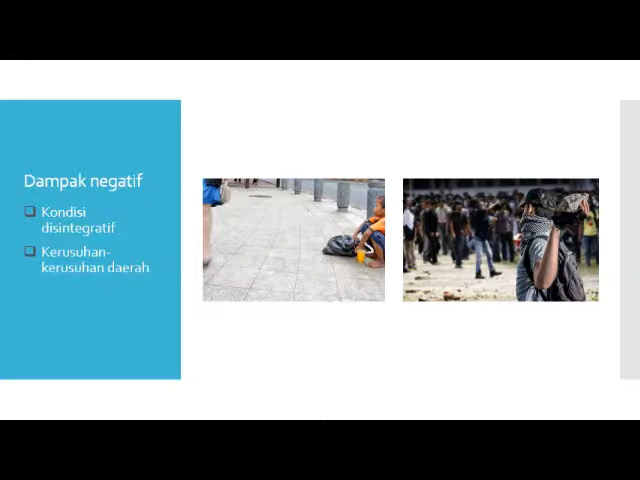 Dampak negatif
Kondisi
disintegratif
Kerusuhan-
kerusuhan daerah